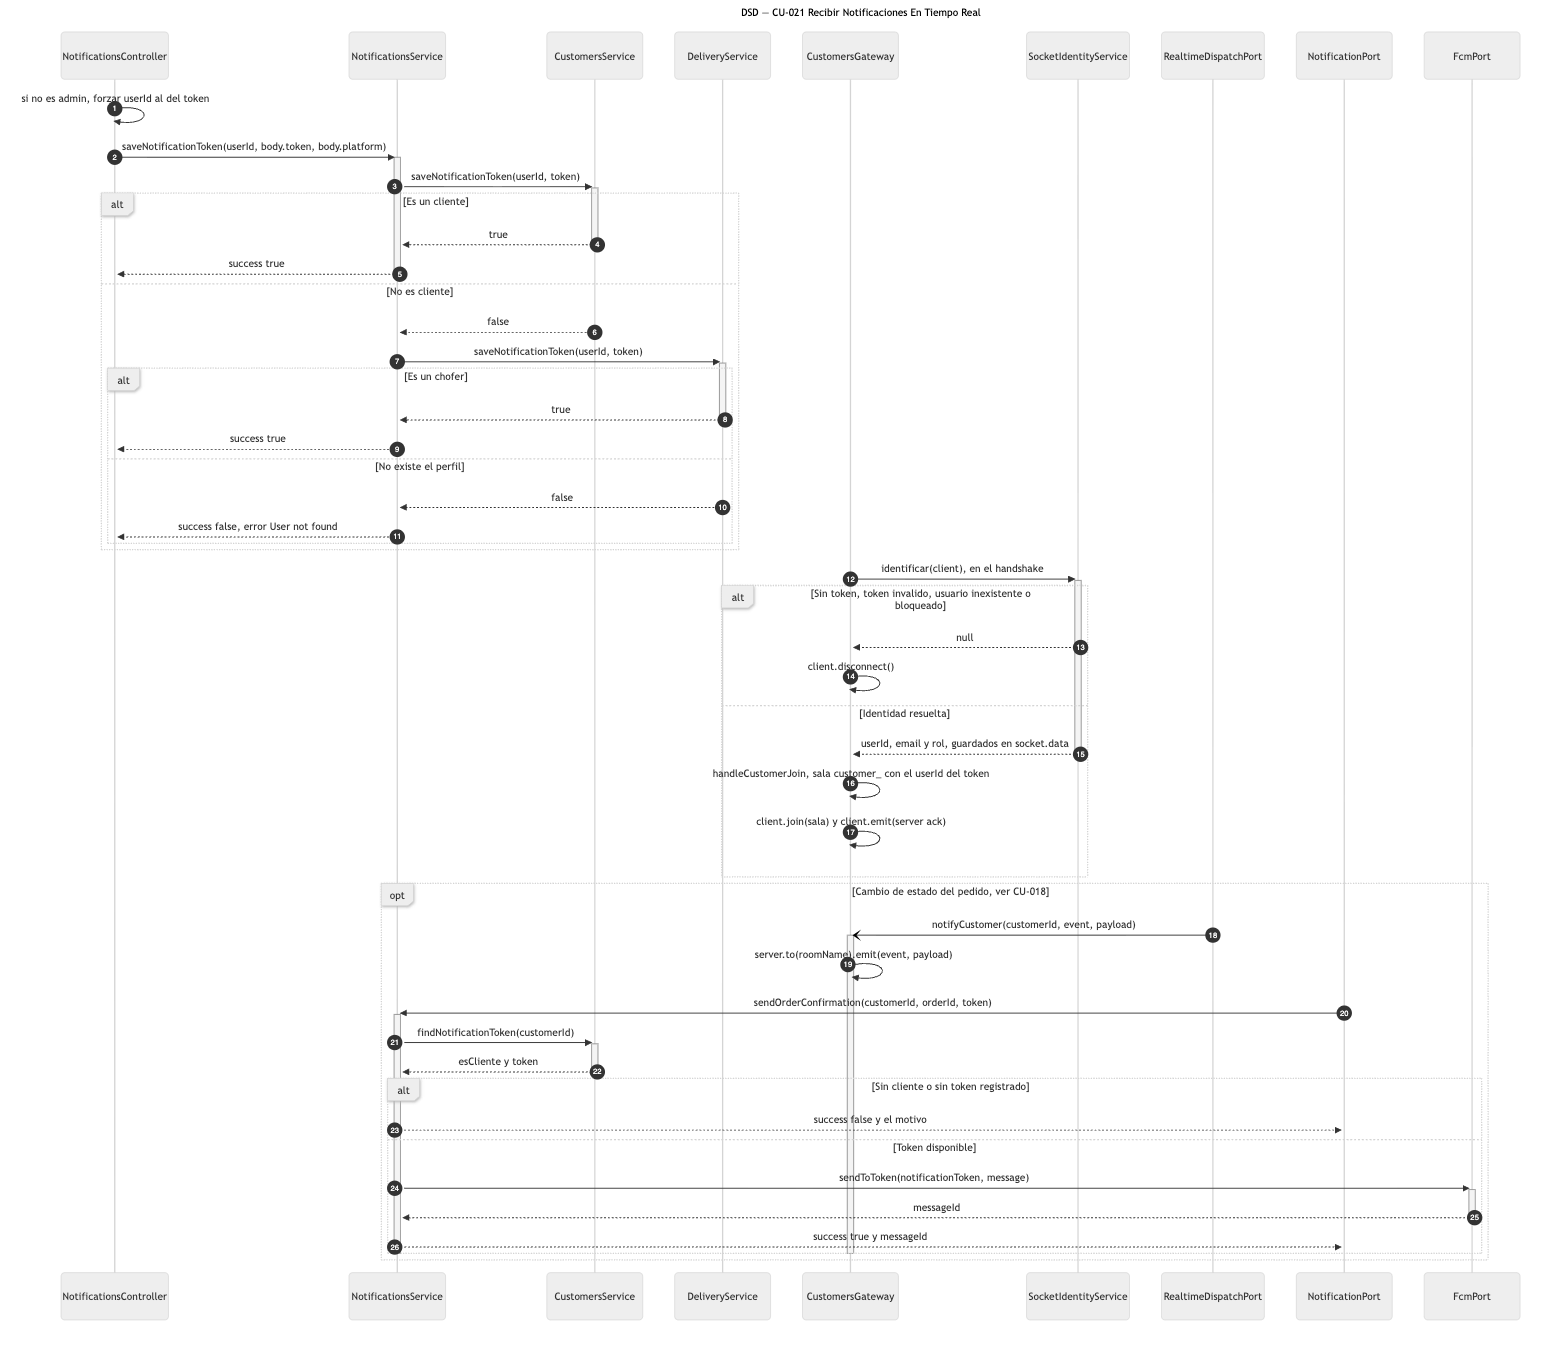 DSD — CU-021 Recibir Notificaciones En Tiempo Real
NotificationsController
NotificationsService
CustomersService
DeliveryService
CustomersGateway
SocketIdentityService
RealtimeDispatchPort
NotificationPort
FcmPort
si no es admin, forzar userId al del token
1
saveNotificationToken(userId, body.token, body.platform)
2
saveNotificationToken(userId, token)
3
alt
[Es un cliente]
true
4
success true
5
[No es cliente]
false
6
saveNotificationToken(userId, token)
7
alt
[Es un chofer]
true
8
success true
9
[No existe el perfil]
false
10
success false, error User not found
11
identificar(client), en el handshake
12
alt
[Sin token, token invalido, usuario inexistente o
bloqueado]
null
13
client.disconnect()
14
[Identidad resuelta]
userId, email y rol, guardados en socket.data
15
handleCustomerJoin, sala customer_ con el userId del token
16
client.join(sala) y client.emit(server ack)
17
opt
[Cambio de estado del pedido, ver CU-018]
notifyCustomer(customerId, event, payload)
18
server.to(roomName).emit(event, payload)
19
sendOrderConfirmation(customerId, orderId, token)
20
findNotificationToken(customerId)
21
esCliente y token
22
alt
[Sin cliente o sin token registrado]
success false y el motivo
23
[Token disponible]
sendToToken(notificationToken, message)
24
messageId
25
success true y messageId
26
NotificationsController
NotificationsService
CustomersService
DeliveryService
CustomersGateway
SocketIdentityService
RealtimeDispatchPort
NotificationPort
FcmPort